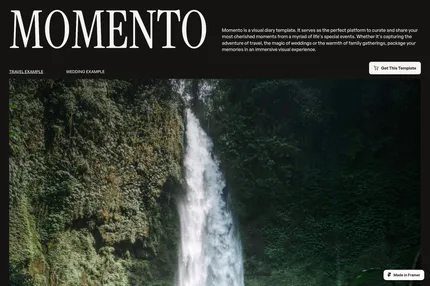 MOMENTO
Momento is a visual diary template. It serves as the perfect platform to curate and share your
most cherished moments from a myriad of life's special events. Whether it's capturing the
adventure of travel, the magic of weddings or the warmth of family gatherings, package your
memories in an immersive visual experience.
Get This Template
TRAVEL EXAMPLE
WEDDING EXAMPLE
Made in Framer